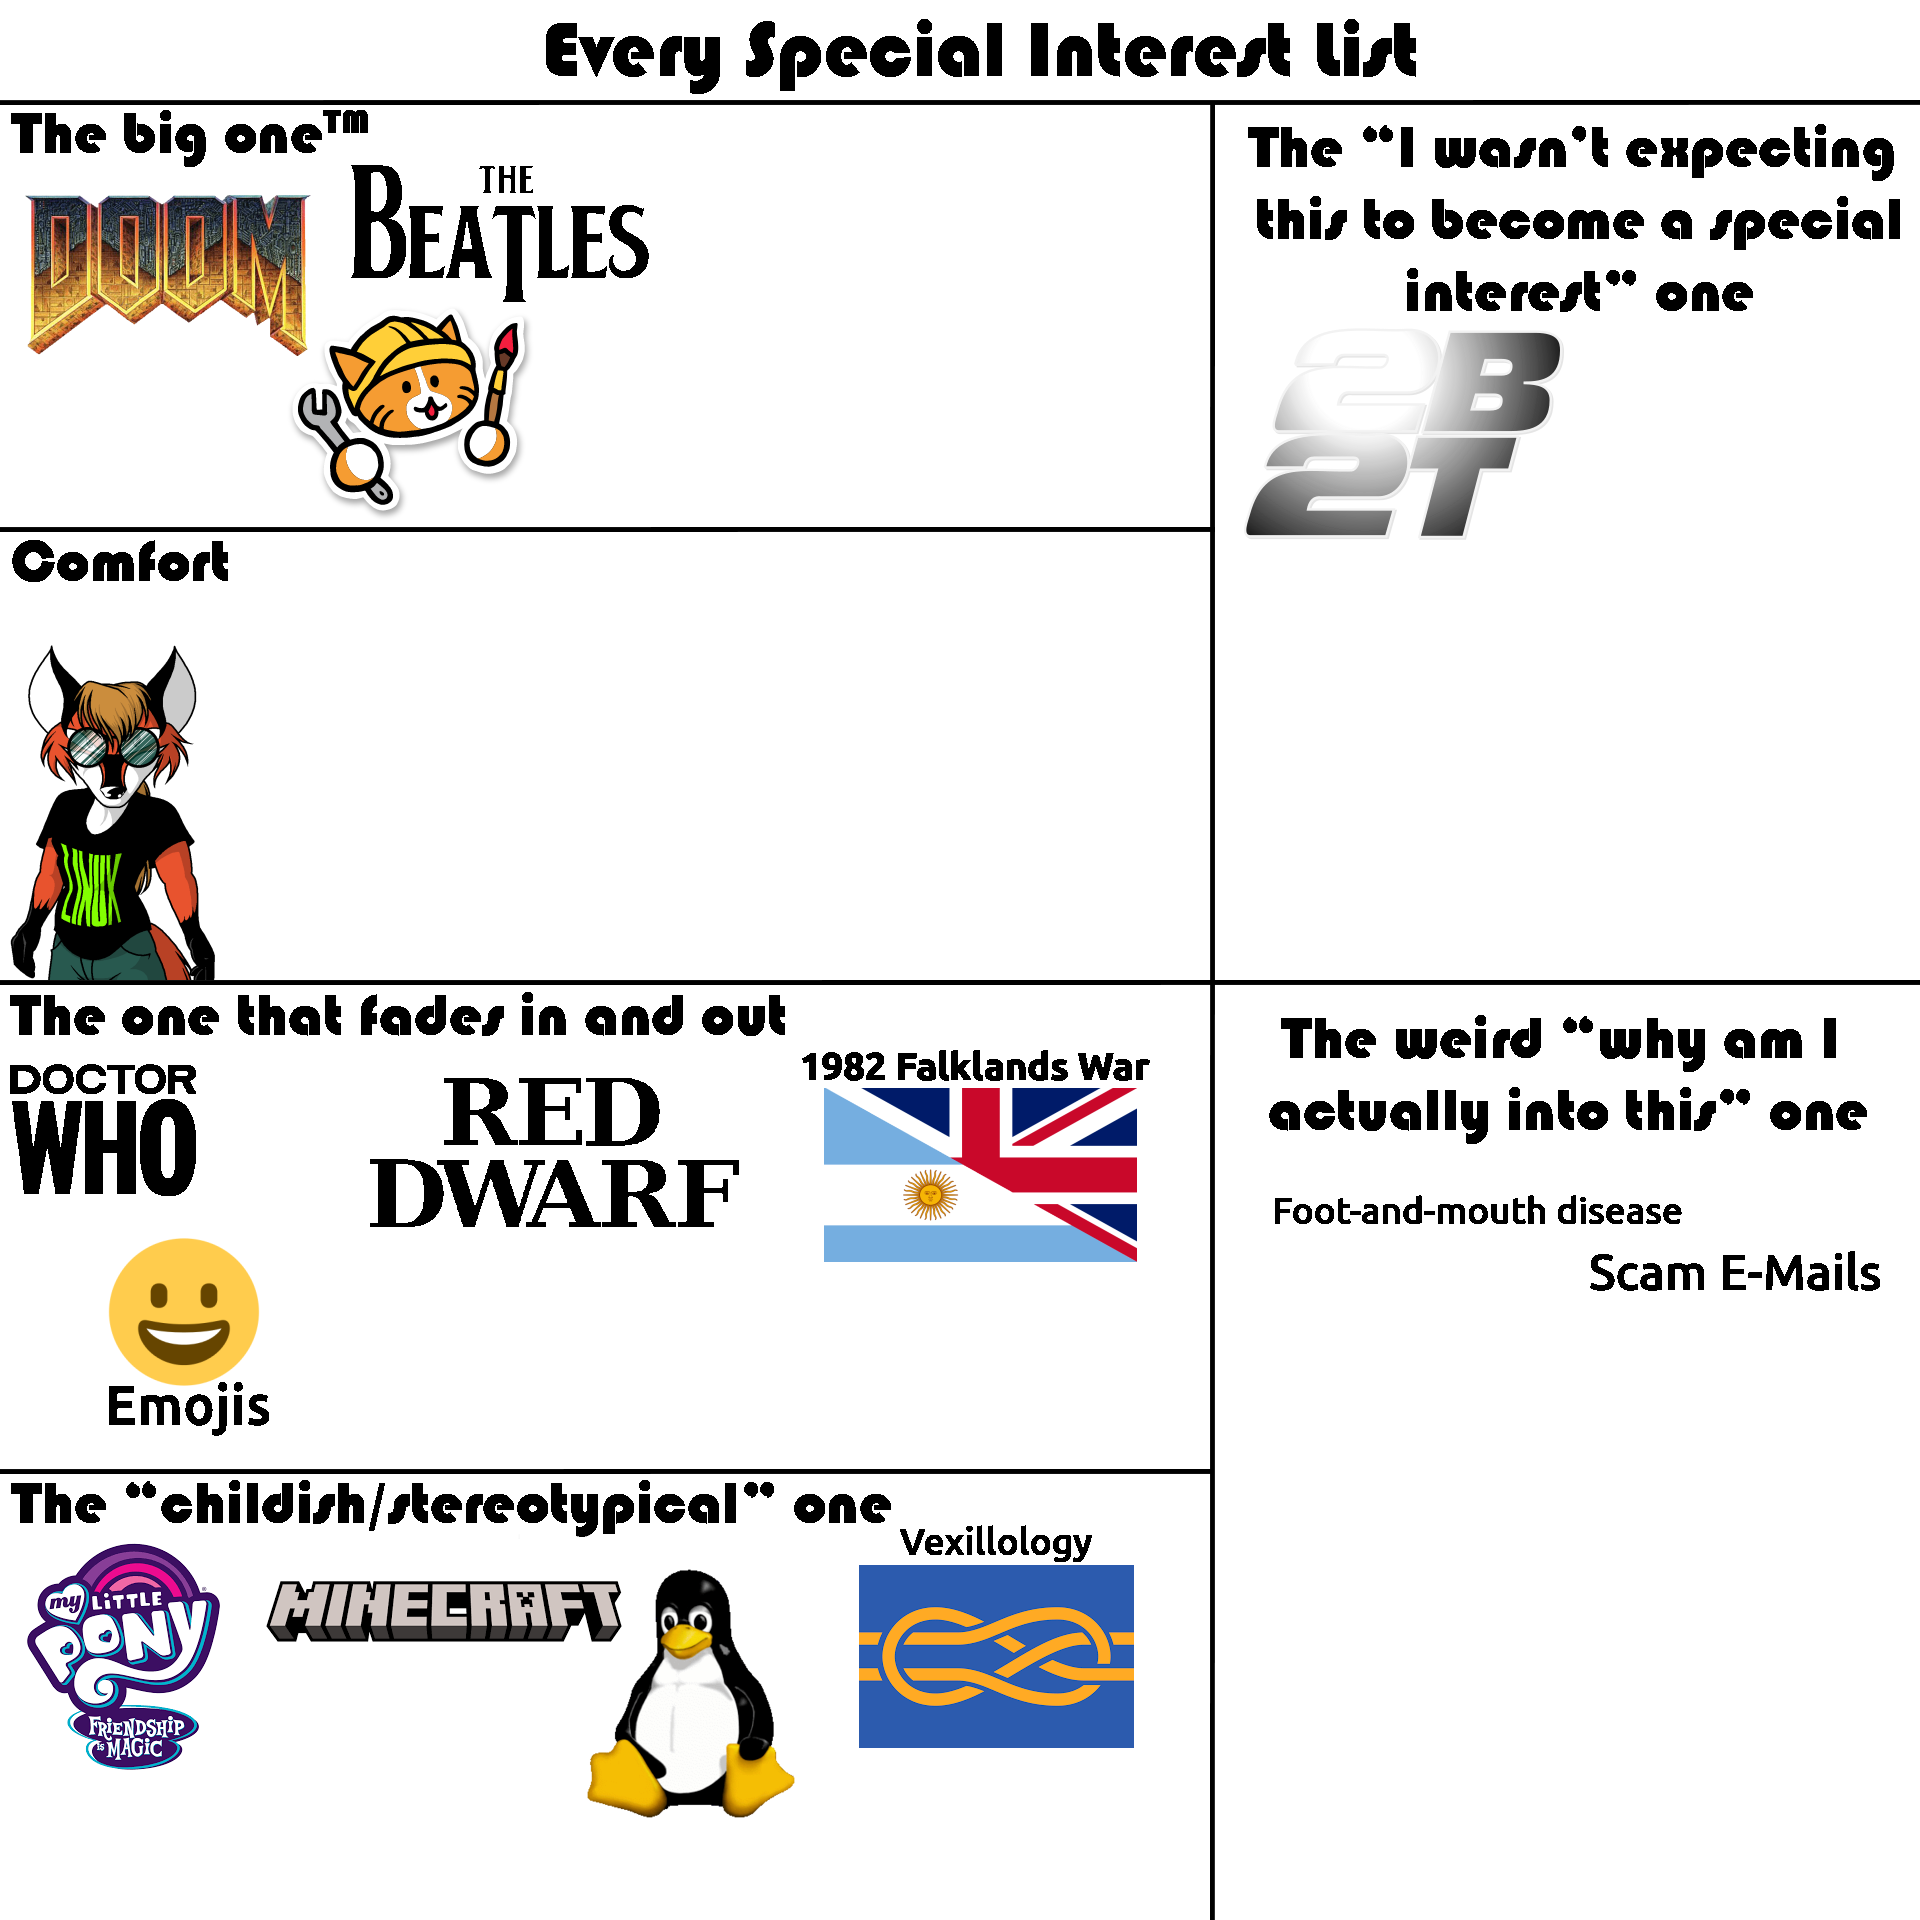 Every Special Interest List
The big one™
DOOM
THE
BEATLES
The “I wasn’t expecting
this to become a special
interest” one
2B
2T
Comfort
LINUX
The one that fades in and out
DOCTOR
WHO
RED
DWARF
1982 Falklands War
Emojis
The weird “why am I
actually into this” one
Foot-and-mouth disease
Scam E-Mails
The “childish/stereotypical” one
my LiTTLE
PONY
FRiENDSHiP
iS MAGiC
MINECRAFT
Vexillology